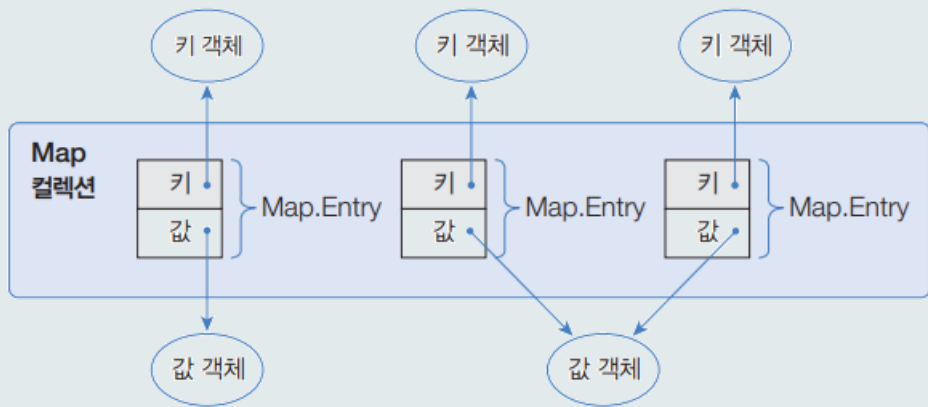 키 객체
키 객체
키 객체
Map
컬렉션
키
값
Map.Entry
키
값
Map.Entry
키
값
Map.Entry
값 객체
값 객체